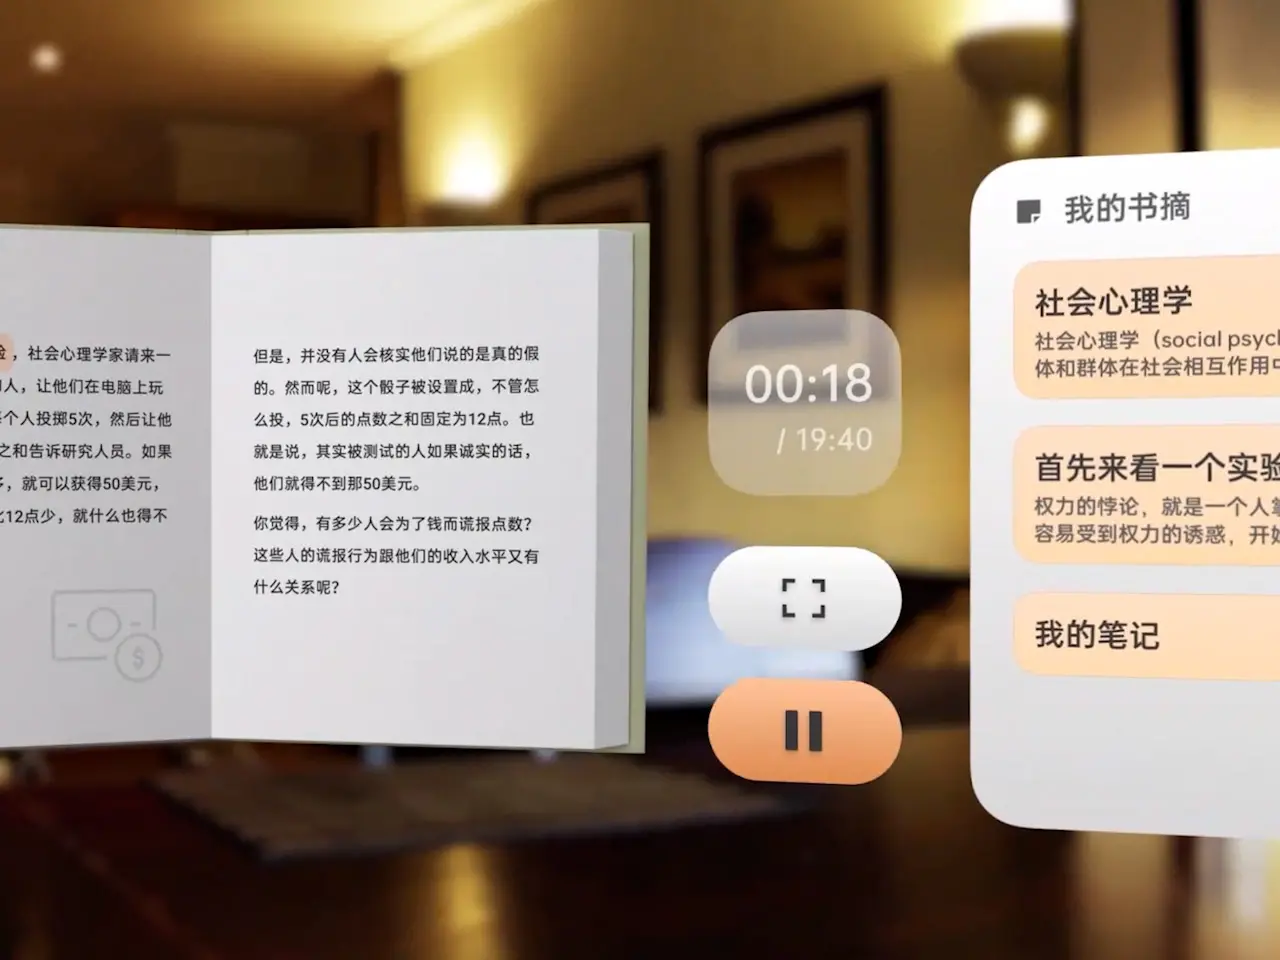 ，社会心理学家请来一
人，让他们在电脑上玩
个人投掷5次，然后让他
之和告诉研究人员。如果
，就可以获得50美元，
12点少，就什么也得不
$
但是，并没有人会核实他们说的是真的假
的。然而呢，这个骰子被设置成，不管怎
么投，5次后的点数之和固定为12点。也
就是说，其实被测试的人如果诚实的话，
他们就得不到那50美元。
你觉得，有多少人会为了钱而谎报点数？
这些人的谎报行为跟他们的收入水平又有
什么关系呢？
00:18
/ 19:40
我的书摘
社会心理学
社会心理学（social psyc
体和群体在社会相互作用
首先来看一个实验
权力的悖论，就是一个人
容易受到权力的诱惑，开
我的笔记